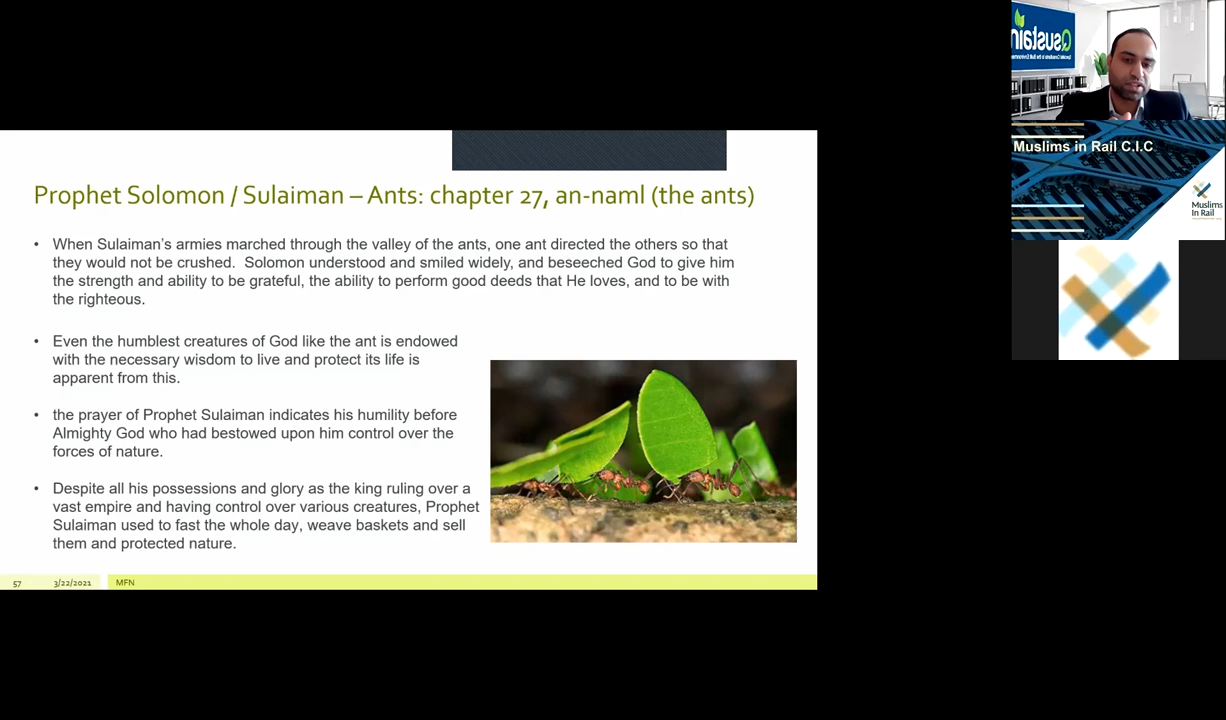 Prophet Solomon / Sulaiman – Ants: chapter 27, an-naml (the ants)
• When Sulaiman's armies marched through the valley of the ants, one ant directed the others so that
they would not be crushed.  Solomon understood and smiled widely, and beseeched God to give him
the strength and ability to be grateful, the ability to perform good deeds that He loves, and to be with
the righteous.
• Even the humblest creatures of God like the ant is endowed
with the necessary wisdom to live and protect its life is
apparent from this.
• the prayer of Prophet Sulaiman indicates his humility before
Almighty God who had bestowed upon him control over the
forces of nature.
• Despite all his possessions and glory as the king ruling over a
vast empire and having control over various creatures, Prophet
Sulaiman used to fast the whole day, weave baskets and sell
them and protected nature.
57 3/22/2021 MFN
Qsustain
Muslims in Rail C.I.C
Muslims
In Rail